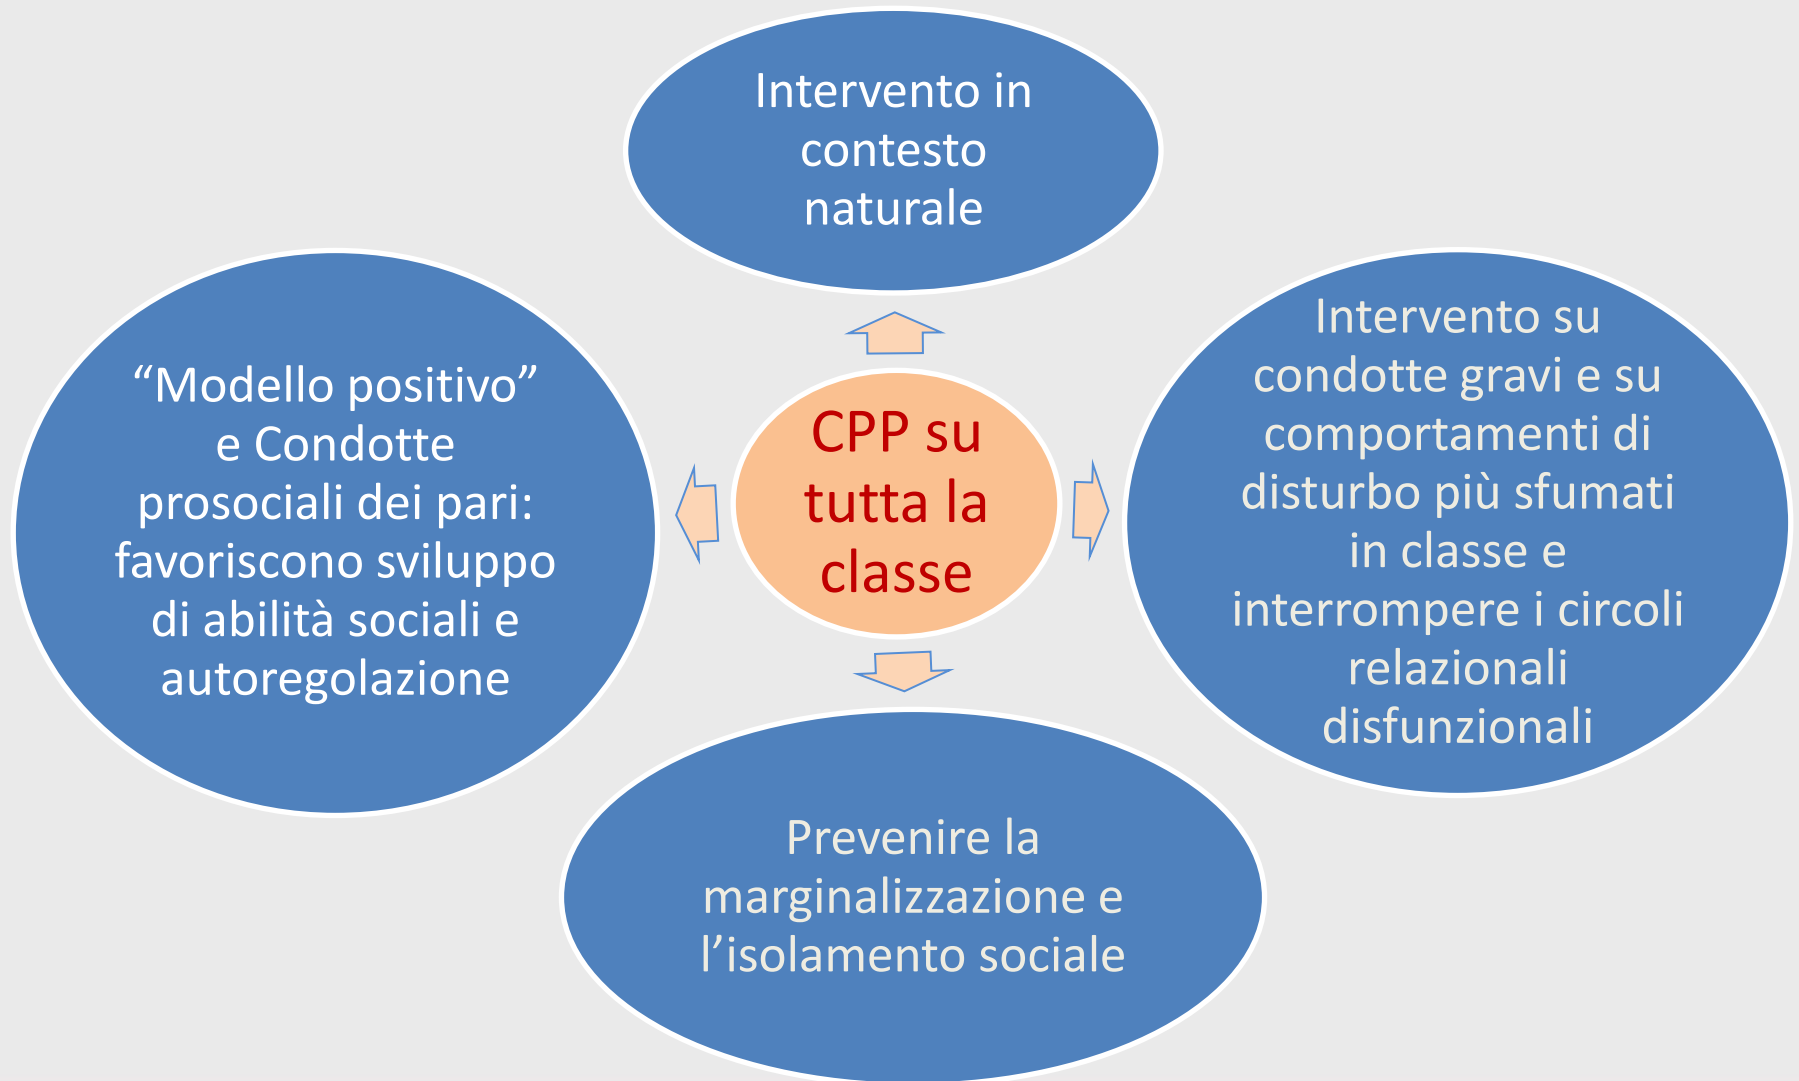 Intervento in
contesto
naturale
“Modello positivo”
e Condotte
prosociali dei pari:
favoriscono sviluppo
di abilità sociali e
autoregolazione
CPP su
tutta la
classe
Intervento su
condotte gravi e su
comportamenti di
disturbo più sfumati
in classe e
interrompere i circoli
relazionali
disfunzionali
Prevenire la
marginalizzazione e
l’isolamento sociale